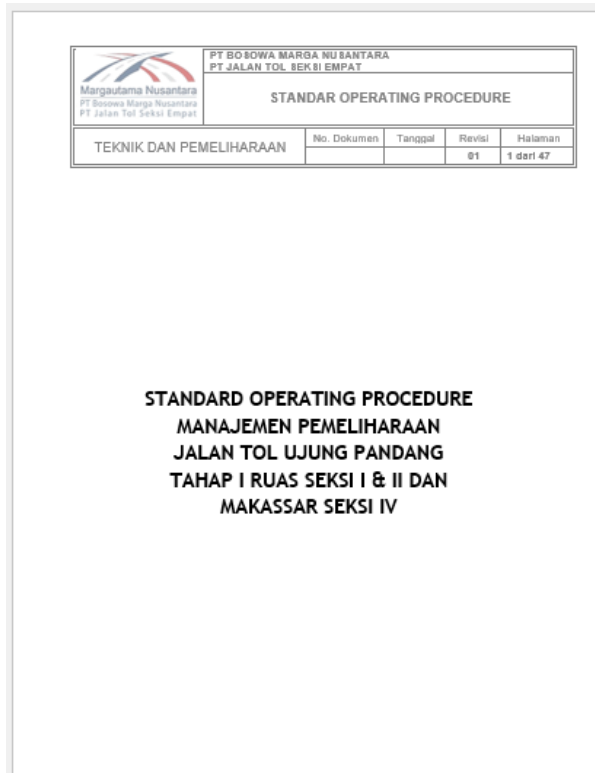 PT BOSOWA MARGA NUSANTARA
PT JALAN TOL SEKSI EMPAT
Margautama Nusantara
PT Bosowa Marga Nusantara
PT Jalan Tol Seksi Empat
STANDAR OPERATING PROCEDURE
TEKNIK DAN PEMELIHARAAN
No. Dokumen Tanggal Revisi Halaman
01 1 dari 47
STANDARD OPERATING PROCEDURE
MANAJEMEN PEMELIHARAAN
JALAN TOL UJUNG PANDANG
TAHAP I RUAS SEKSI I & II DAN
MAKASSAR SEKSI IV